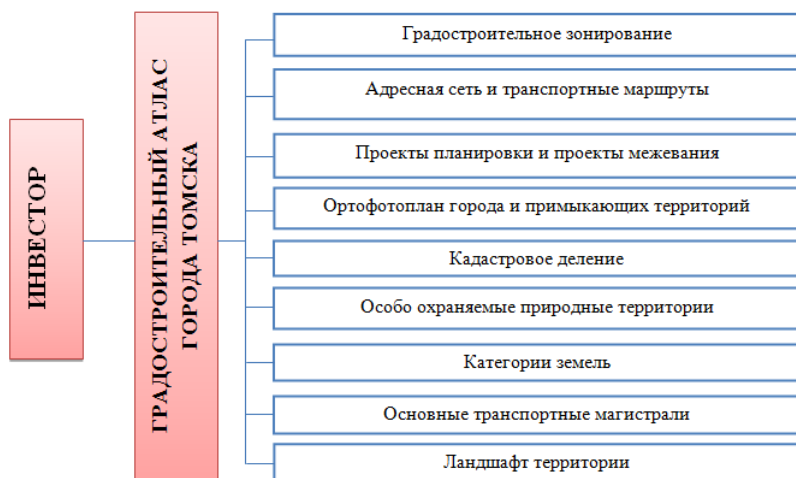 ИНВЕСТОР
ГРАДОСТРОИТЕЛЬНЫЙ АТЛАС
ГОРОДА ТОМСКА
Градостроительное зонирование
Адресная сеть и транспортные маршруты
Проекты планировки и проекты межевания
Ортофотоплан города и примыкающих территорий
Кадастровое деление
Особо охраняемые природные территории
Категории земель
Основные транспортные магистрали
Ландшафт территории